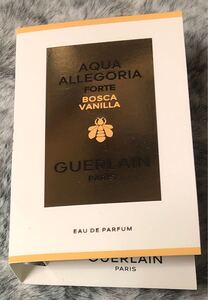 AQUA
ALLEGORIA
FORTE
BOSCA
VANILLA
GUERLAIN
PARIS
EAU DE PARFUM
GUERLAIN
PARIS